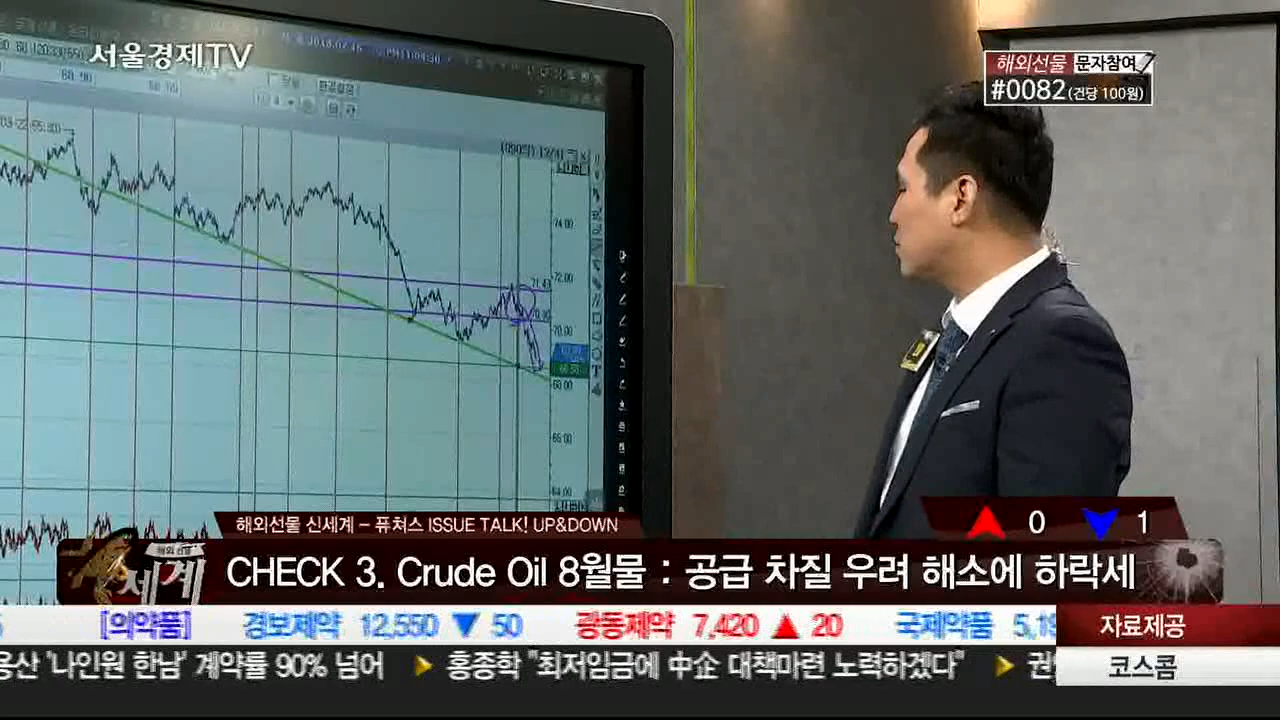 서울경제TV
해외선물 문자참여
#0082(건당 100원)
74.00
72.00
71.43
70.00
68.00
66.00
64.00
해외선물 신세계 - 퓨쳐스 ISSUE TALK! UP&DOWN
▲ 0 ▼ 1
세계
CHECK 3. Crude Oil 8월물 : 공급 차질 우려 해소에 하락세
[의약품] 경보제약 12,550 ▼ 50 광동제약 7,420 ▲ 20 국제약품
자료제공
용산 '나인원 한남' 계약률 90% 넘어 ▶ 홍종학 "최저임금에 中企 대책마련 노력하겠다" ▶
코스콤